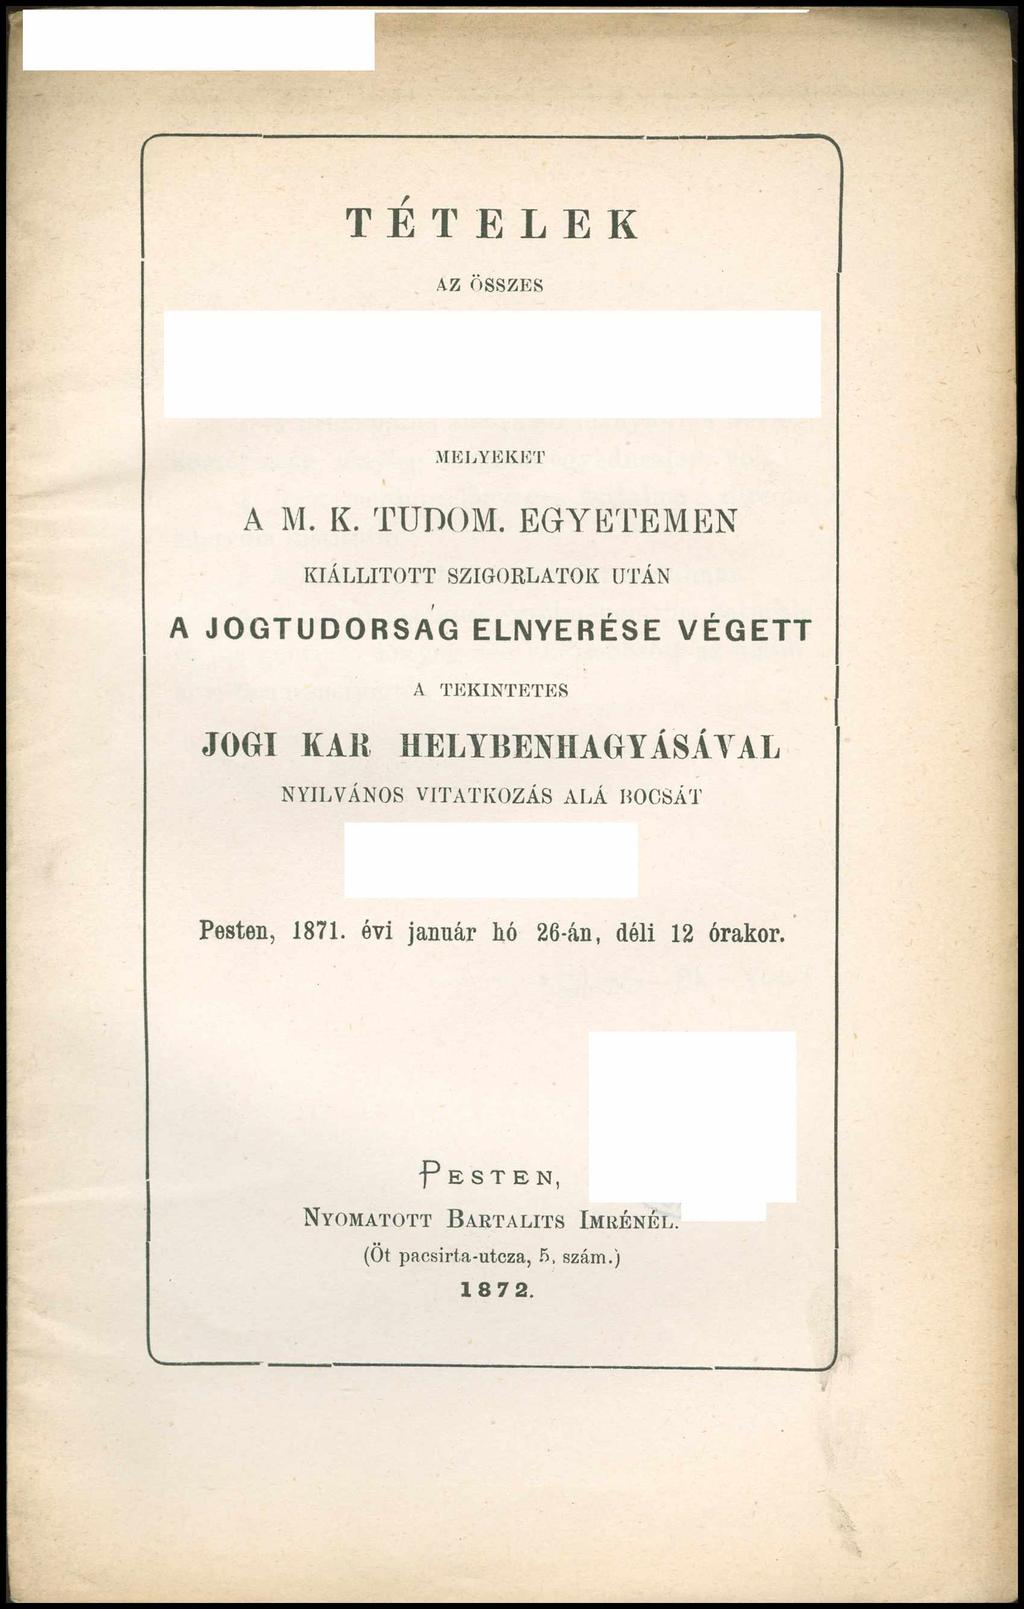 TÉTELEK
AZ ÖSSZES
MELYEKET
A M. K. TUDOM. EGYETEMEN
KIÁLLITOTT SZIGORLATOK UTÁN
A JOGTUDORSÁG ELNYERÉSE VÉGETT
A TEKINTETES
JOGI KAR HELYBENHAGYÁSÁVAL
NYILVÁNOS VITATKOZÁS ALÁ BOCSÁT
Pesten, 1871. évi január hó 26-án, déli 12 órakor.
PESTEN,
NYOMATOTT BARTALITS IMRÉNÉL.
(Öt pacsirta-utcza, 5, szám.)
1872.